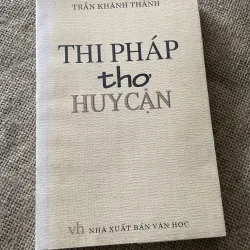 TRẦN KHÁNH THÀNH
THI PHÁP
thơ
HUY CẬN
vh NHÀ XUẤT BẢN VĂN HỌC